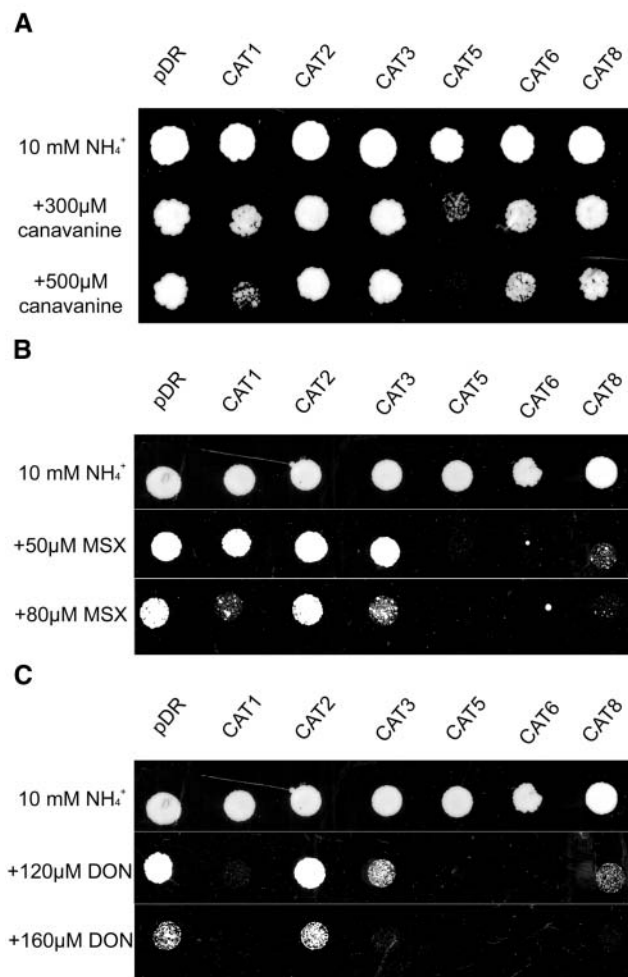 A
pDR CAT1 CAT2 CAT3 CAT5 CAT6 CAT8
10 mM NH₄⁺
+300µM
canavanine
+500µM
canavanine
B
pDR CAT1 CAT2 CAT3 CAT5 CAT6 CAT8
10 mM NH₄⁺
+50µM MSX
+80µM MSX
C
pDR CAT1 CAT2 CAT3 CAT5 CAT6 CAT8
10 mM NH₄⁺
+120µM DON
+160µM DON